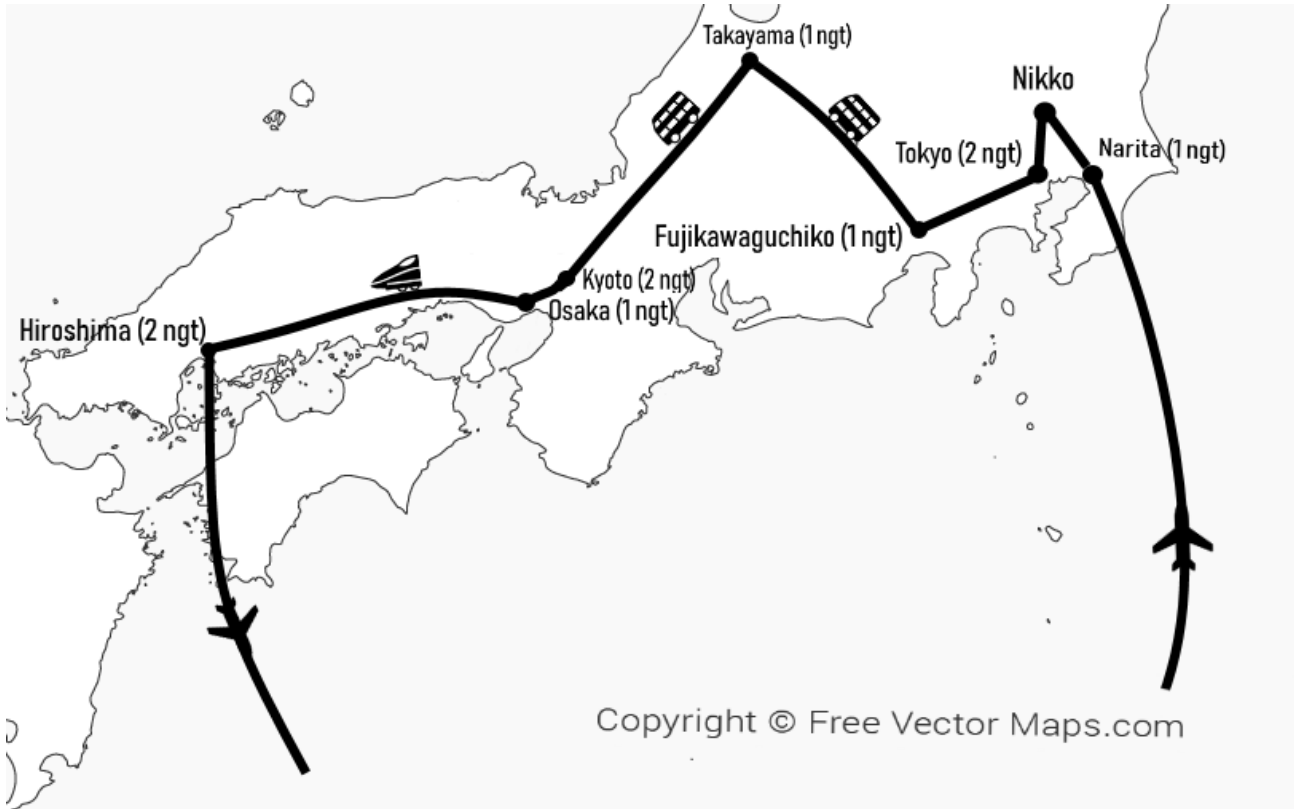 Takayama (1 ngt)
Nikko
Tokyo (2 ngt)
Narita (1 ngt)
Fujikawaguchiko (1 ngt)
Kyoto (2 ngt)
Osaka (1 ngt)
Hiroshima (2 ngt)
Copyright © Free Vector Maps.com